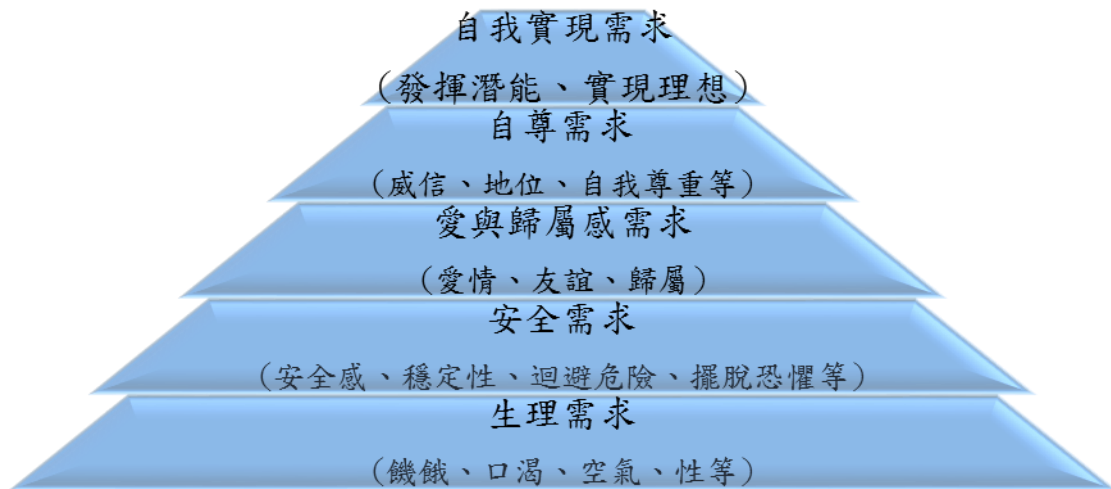 自我實現需求
（發揮潛能、實現理想）
自尊需求
（威信、地位、自我尊重等）
愛與歸屬感需求
（愛情、友誼、歸屬）
安全需求
（安全感、穩定性、迴避危險、擺脫恐懼等）
生理需求
（饑餓、口渴、空氣、性等）